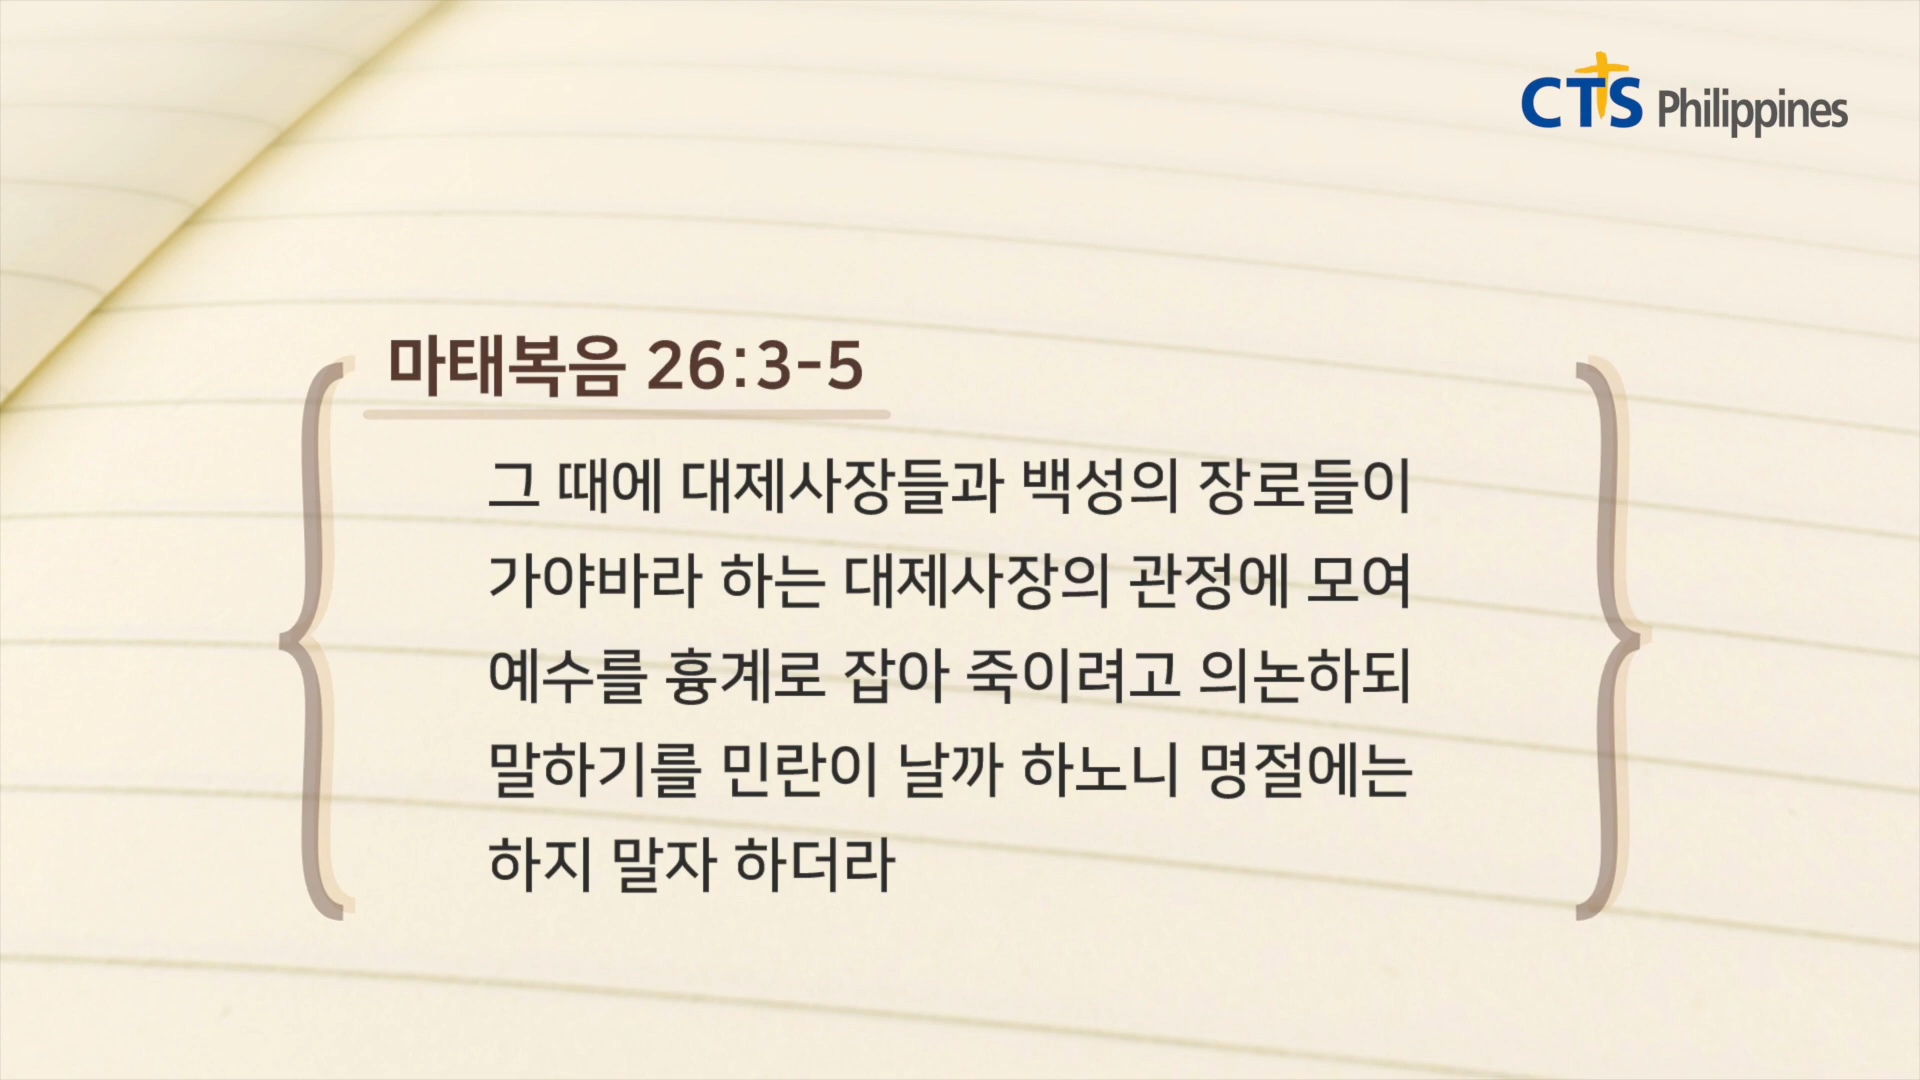 CTS Philippines
마태복음 26:3-5
그 때에 대제사장들과 백성의 장로들이
가야바라 하는 대제사장의 관정에 모여
예수를 흉계로 잡아 죽이려고 의논하되
말하기를 민란이 날까 하노니 명절에는
하지 말자 하더라